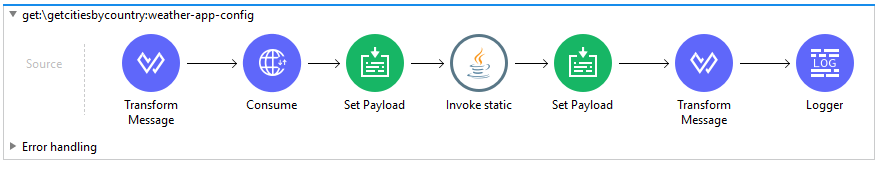 get:\getcitiesbycountry:weather-app-config
Source
Transform
Message
Consume
Set Payload
Invoke static
Set Payload
Transform
Message
LOG
Logger
Error handling